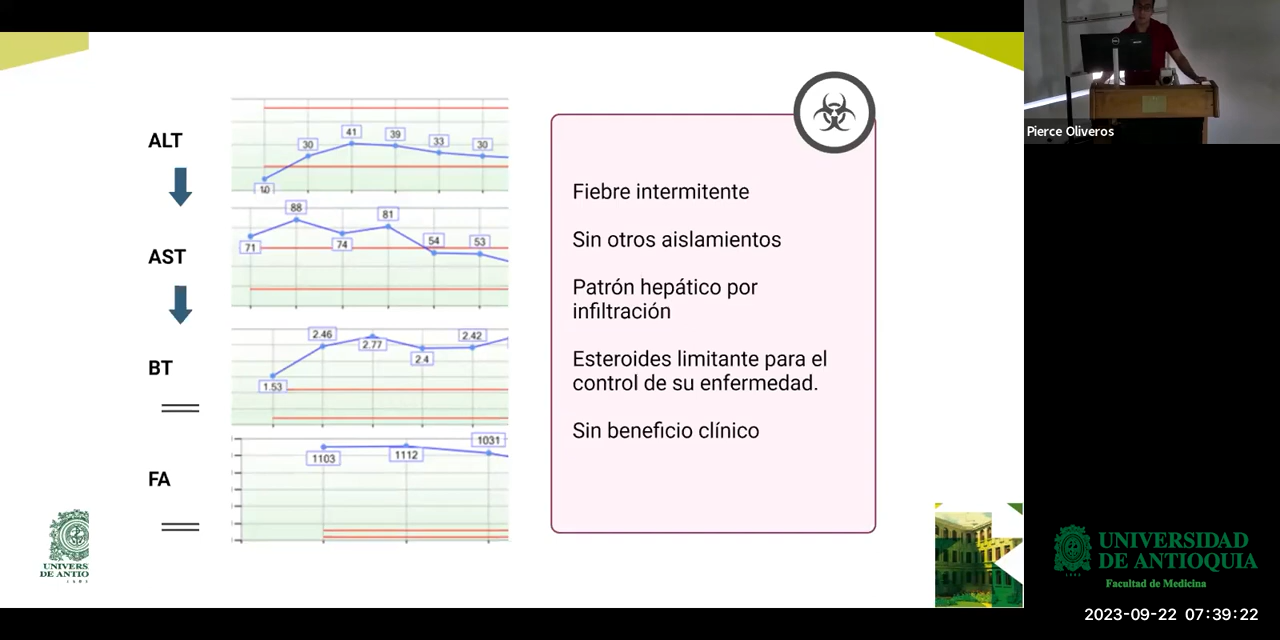 ALT
AST
BT
FA
10
30
41
39
33
30
71
88
74
81
54
53
1.53
2.46
2.77
2.4
2.42
1103
1112
1031
Fiebre intermitente
Sin otros aislamientos
Patrón hepático por
infiltración
Esteroides limitante para el
control de su enfermedad.
Sin beneficio clínico
UNIVERS
DE ANTIO
Pierce Oliveros
UNIVERSIDAD
DE ANTIOQUIA
1803
Facultad de Medicina
2023-09-22 07:39:22